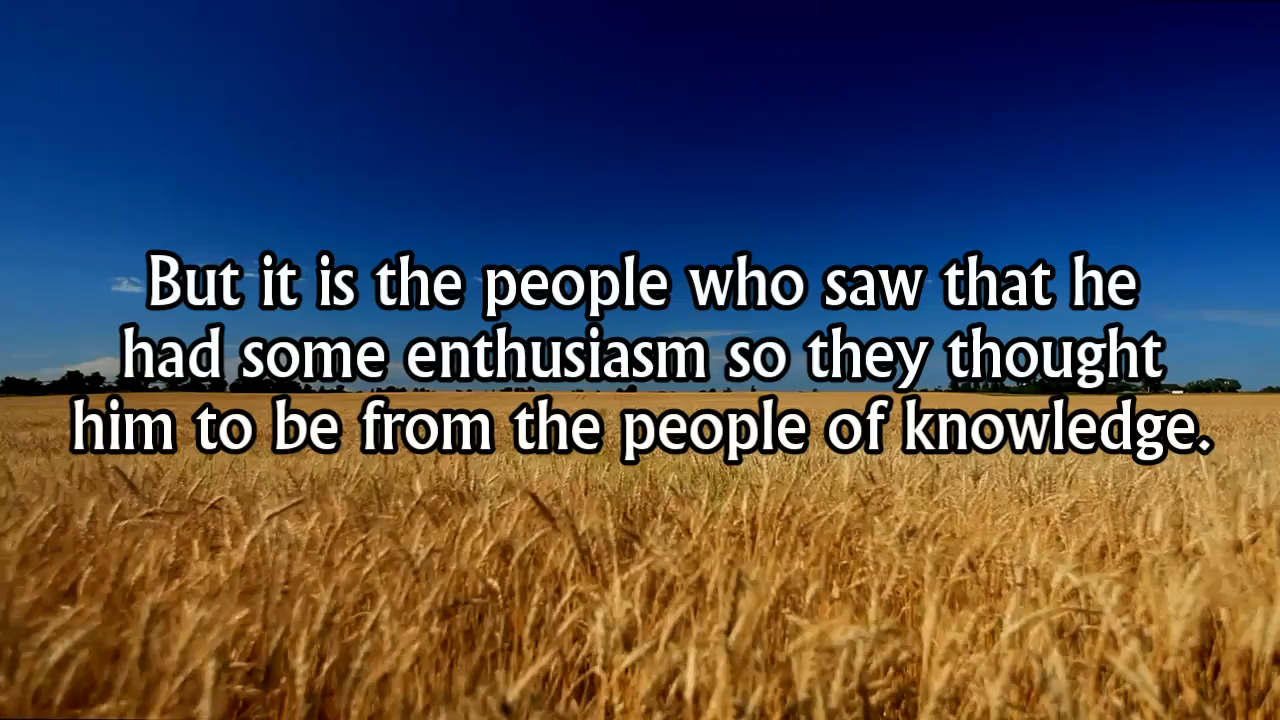 But it is the people who saw that he
had some enthusiasm so they thought
him to be from the people of knowledge.